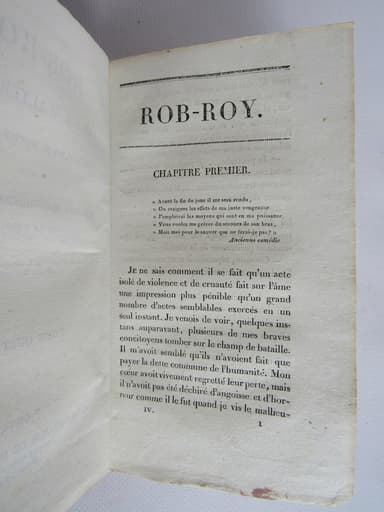 ROB-ROY.
CHAPITRE PREMIER.
« Avant la fin du jour il sera rendu,
» Ou craignez les effets de ma juste vengeance
» J'emploirai les moyens qui sont en ma puissance.
» Vous voulez me priver du secours de son bras,
» Mais moi pour le sauver que ne ferai-je pas? »
Ancienne comédie
JE ne sais comment il se fait qu'un acte
isolé de violence et de cruauté fait sur l'âme
une impression plus pénible qu'un grand
nombre d'actes semblables exercés en un
seul instant. Je venois de voir, quelques ins-
tans auparavant, plusieurs de mes braves
concitoyens tomber sur le champ de bataille.
Il m'avoit semblé qu'ils n'avoient fait que
payer la dette commune de l'humanité. Mon
cœur avoit vivement regretté leur perte, mais
il n'avoit pas été déchiré d'angoisse et d'hor-
reur comme il le fut quand je vis le malheu-
IV. 1